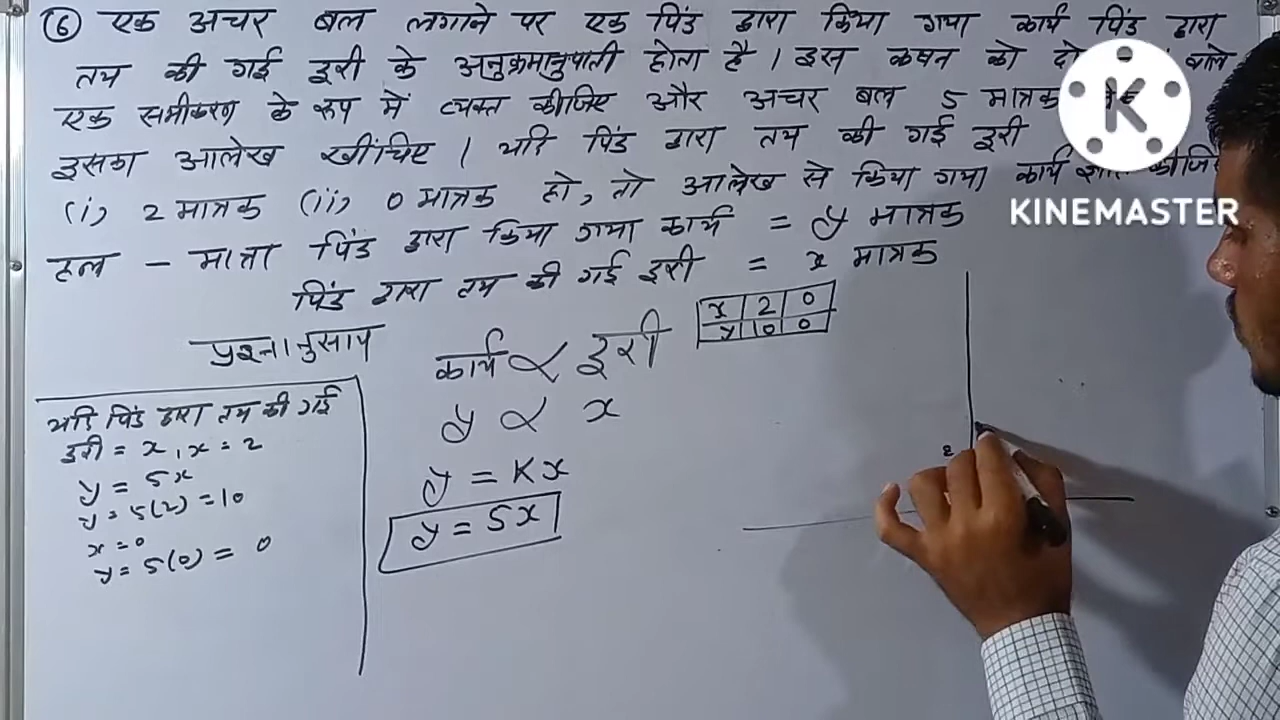 ⑥ एक अचर बल लगाने पर एक पिंड द्वारा किया गया कार्य पिंड द्वारा
तय की गई दूरी के अनुक्रमानुपाती होता है। इस कथन को दो वाले
एक समीकरण के रूप में व्यक्त कीजिए और अचर बल 5 मात्रक
इसका आलेख खींचिए। यदि पिंड द्वारा तय की गई दूरी
(i) 2 मात्रक (ii) 0 मात्रक हो, तो आलेख से किया गया कार्य ज्ञात कीजिए
हल - माना पिंड द्वारा किया गया कार्य = y मात्रक
पिंड द्वारा तय की गई दूरी = x मात्रक
प्रश्नानुसार
कार्य ∝ दूरी
y ∝ x
y = Kx
y = 5x
x 2 0
y 10 0
यदि पिंड द्वारा तय की गई
दूरी = x, x = 2
y = 5x
y = 5(2) = 10
x = 0
y = 5(0) = 0
2
K
KINEMASTER